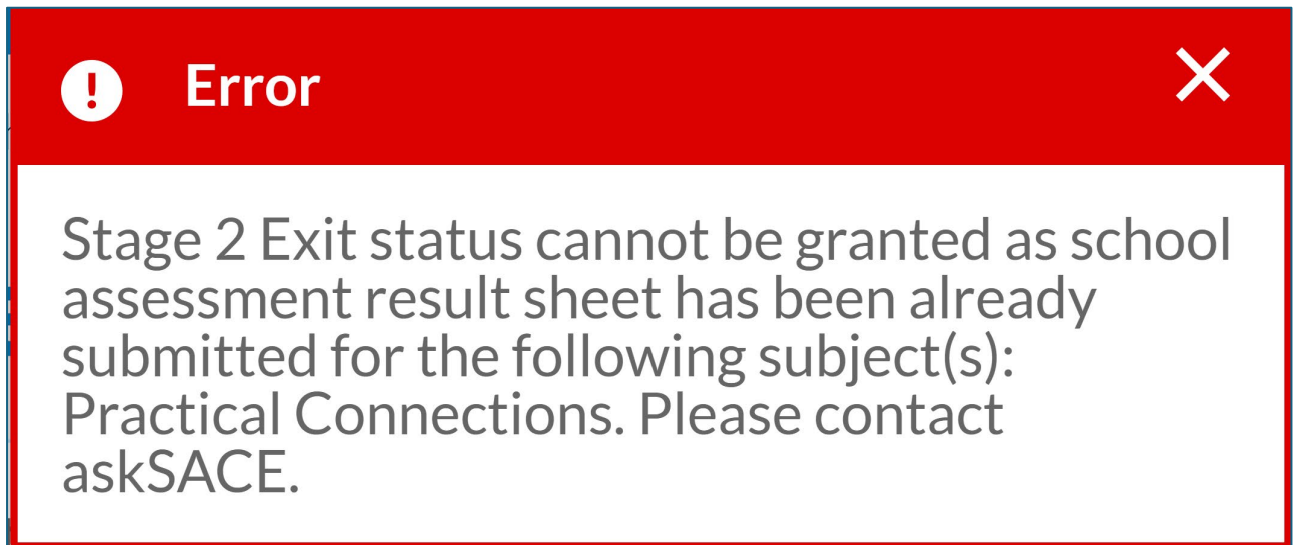 Error
Stage 2 Exit status cannot be granted as school
assessment result sheet has been already
submitted for the following subject(s):
Practical Connections. Please contact
askSACE.